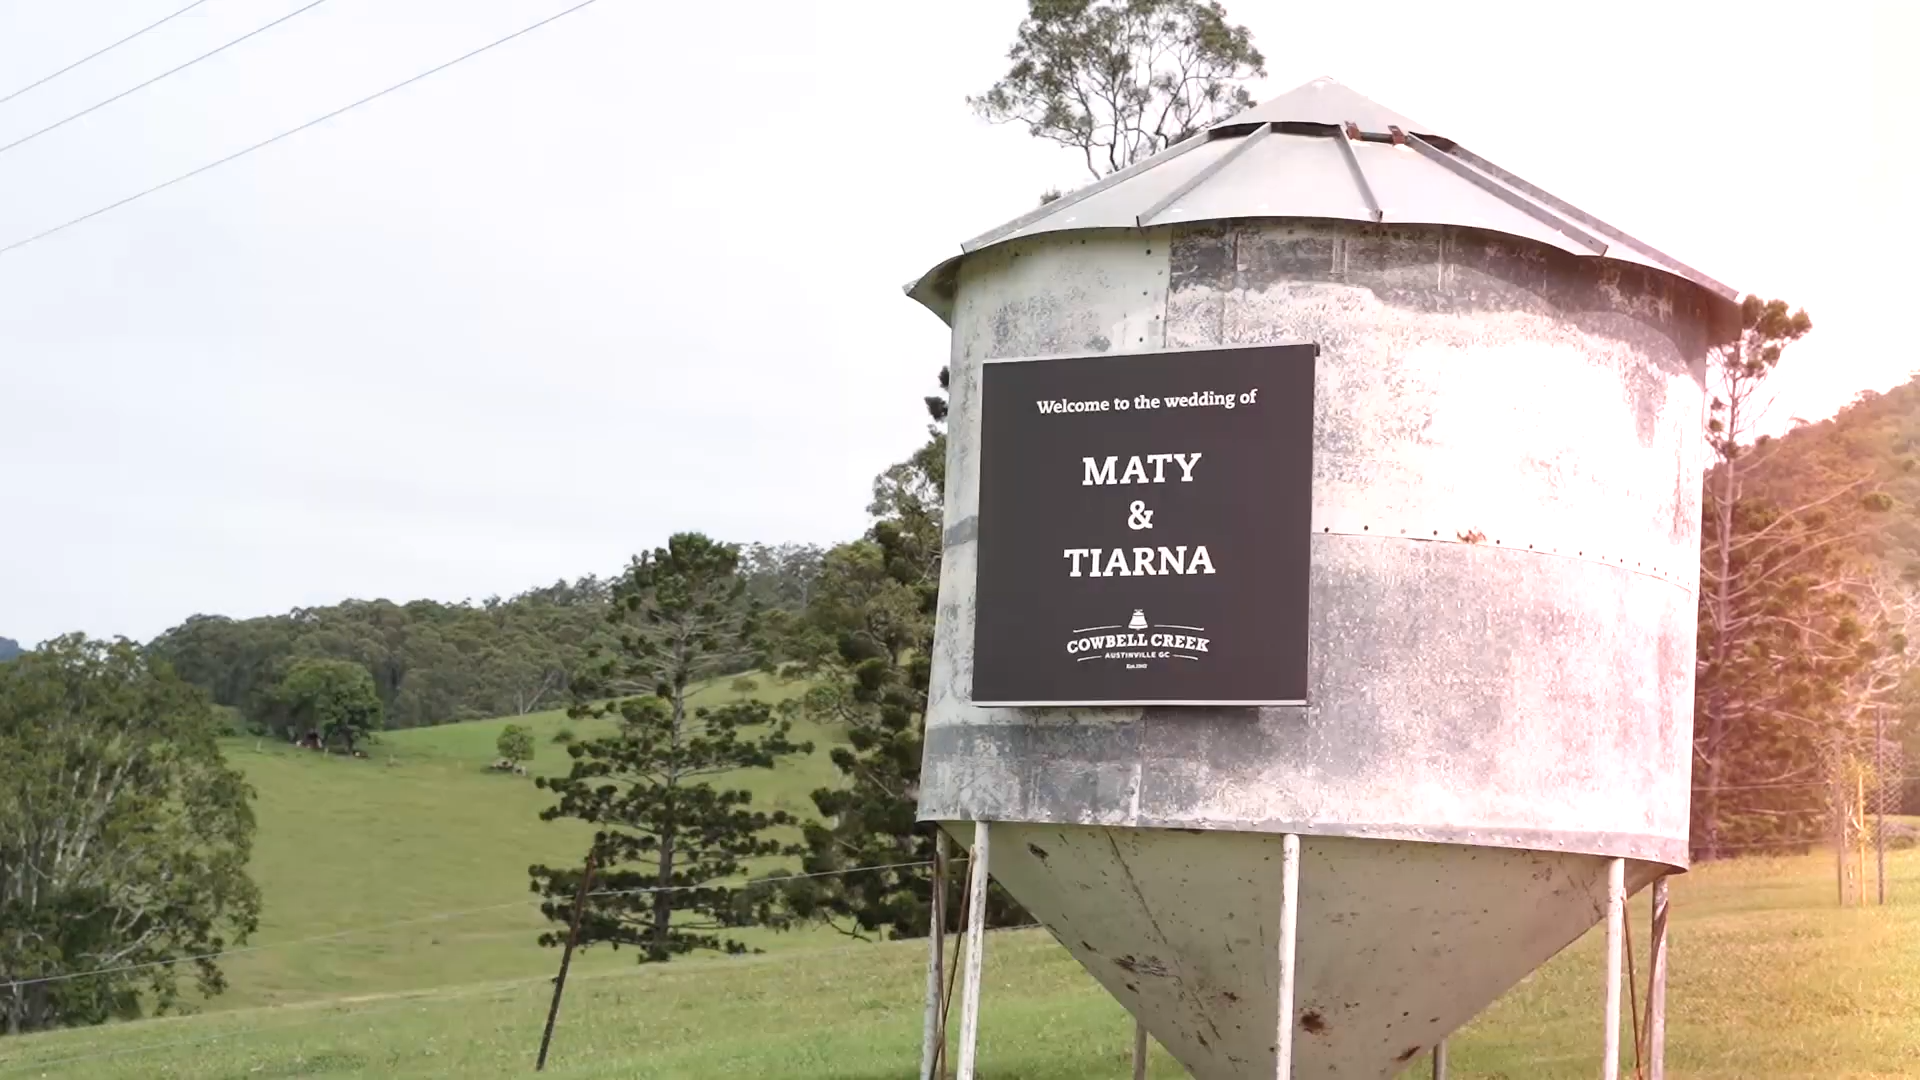 Welcome to the wedding of
MATY
&
TIARNA
COWBELL CREEK
AUSTINVILLE GC